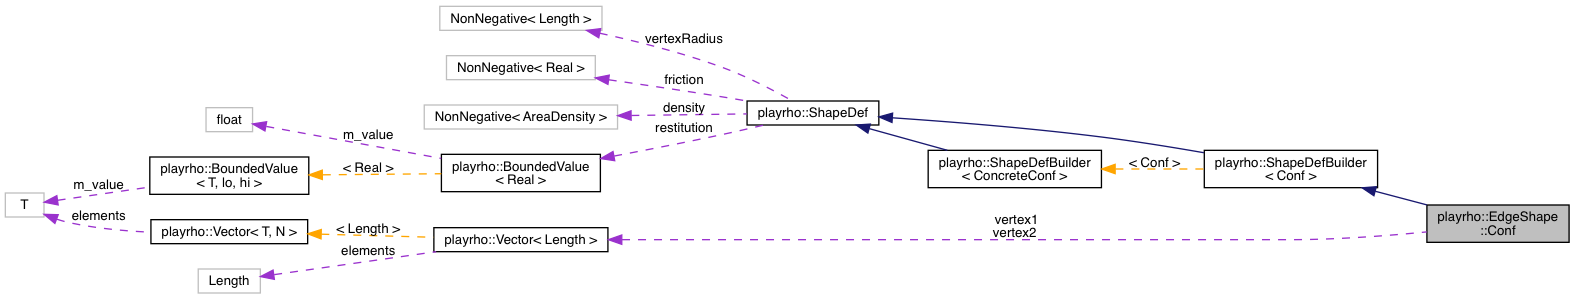 NonNegative< Length >
vertexRadius
NonNegative< Real >
friction
playrho::ShapeDef
density
NonNegative< AreaDensity >
restitution
float
m_value
playrho::BoundedValue
< T, lo, hi >
< Real >
playrho::BoundedValue
< Real >
playrho::ShapeDefBuilder
< ConcreteConf >
< Conf >
playrho::ShapeDefBuilder
< Conf >
m_value
T
elements
playrho::Vector< T, N >
< Length >
playrho::Vector< Length >
elements
Length
vertex1
vertex2
playrho::EdgeShape
::Conf